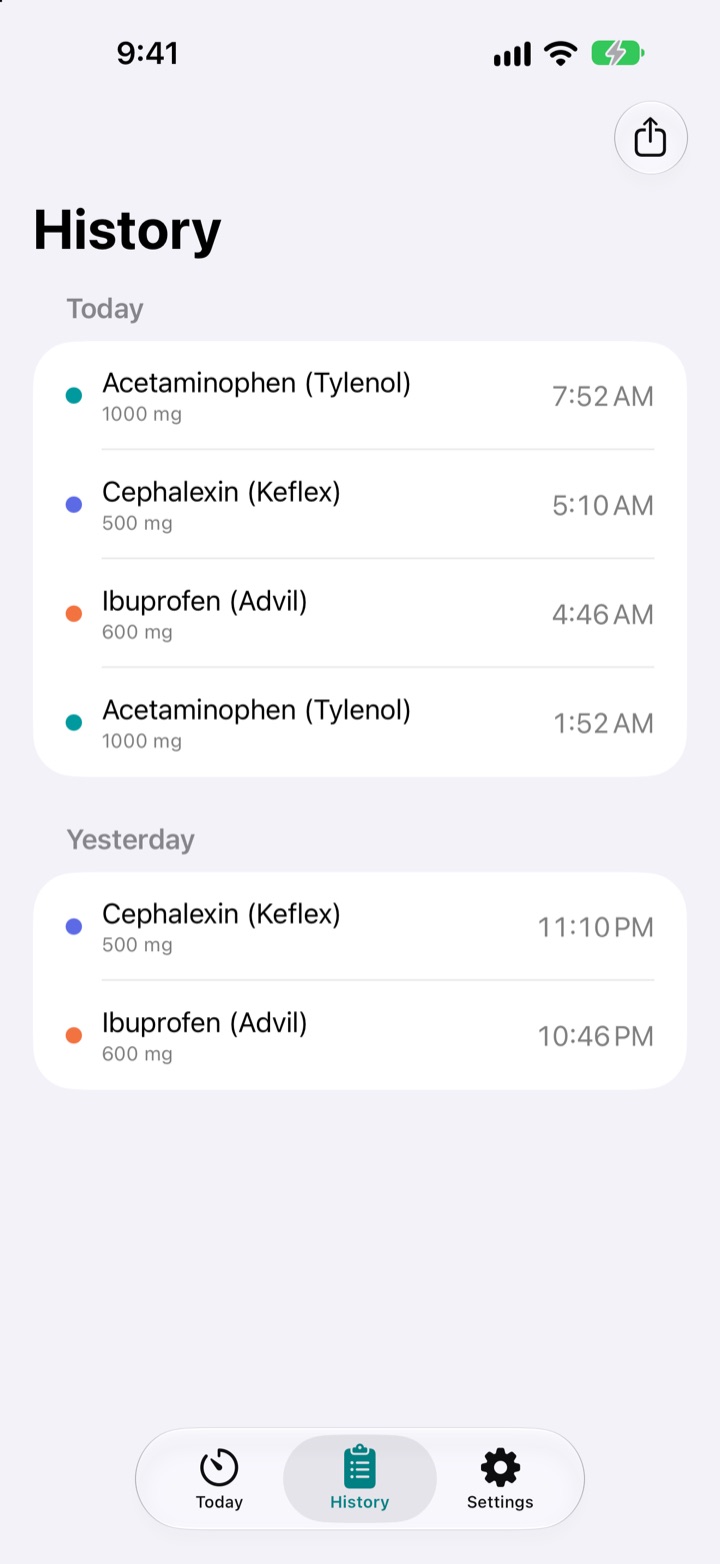 9:41
History
Today
Acetaminophen (Tylenol)
1000 mg
7:52 AM
Cephalexin (Keflex)
500 mg
5:10 AM
Ibuprofen (Advil)
600 mg
4:46 AM
Acetaminophen (Tylenol)
1000 mg
1:52 AM
Yesterday
Cephalexin (Keflex)
500 mg
11:10 PM
Ibuprofen (Advil)
600 mg
10:46 PM
Today
History
Settings